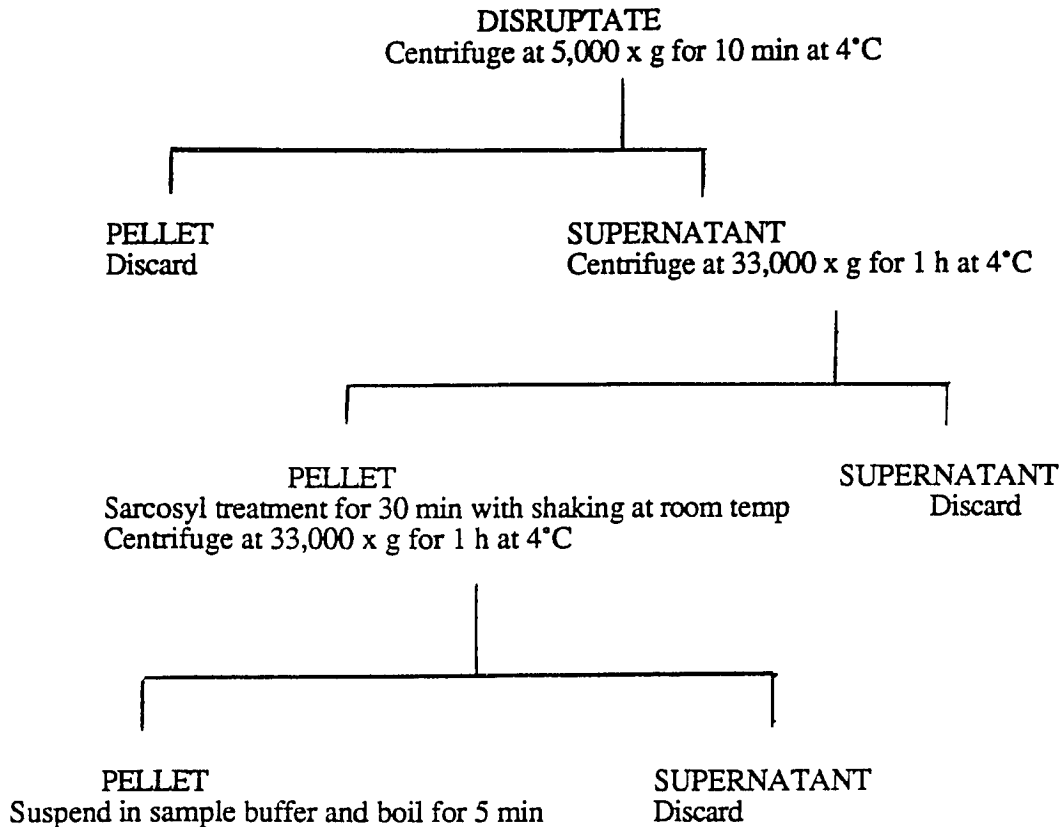 DISRUPTATE
Centrifuge at 5,000 x g for 10 min at 4°C
PELLET
Discard
SUPERNATANT
Centrifuge at 33,000 x g for 1 h at 4°C
PELLET
Sarcosyl treatment for 30 min with shaking at room temp
Centrifuge at 33,000 x g for 1 h at 4°C
SUPERNATANT
Discard
PELLET
Suspend in sample buffer and boil for 5 min
SUPERNATANT
Discard